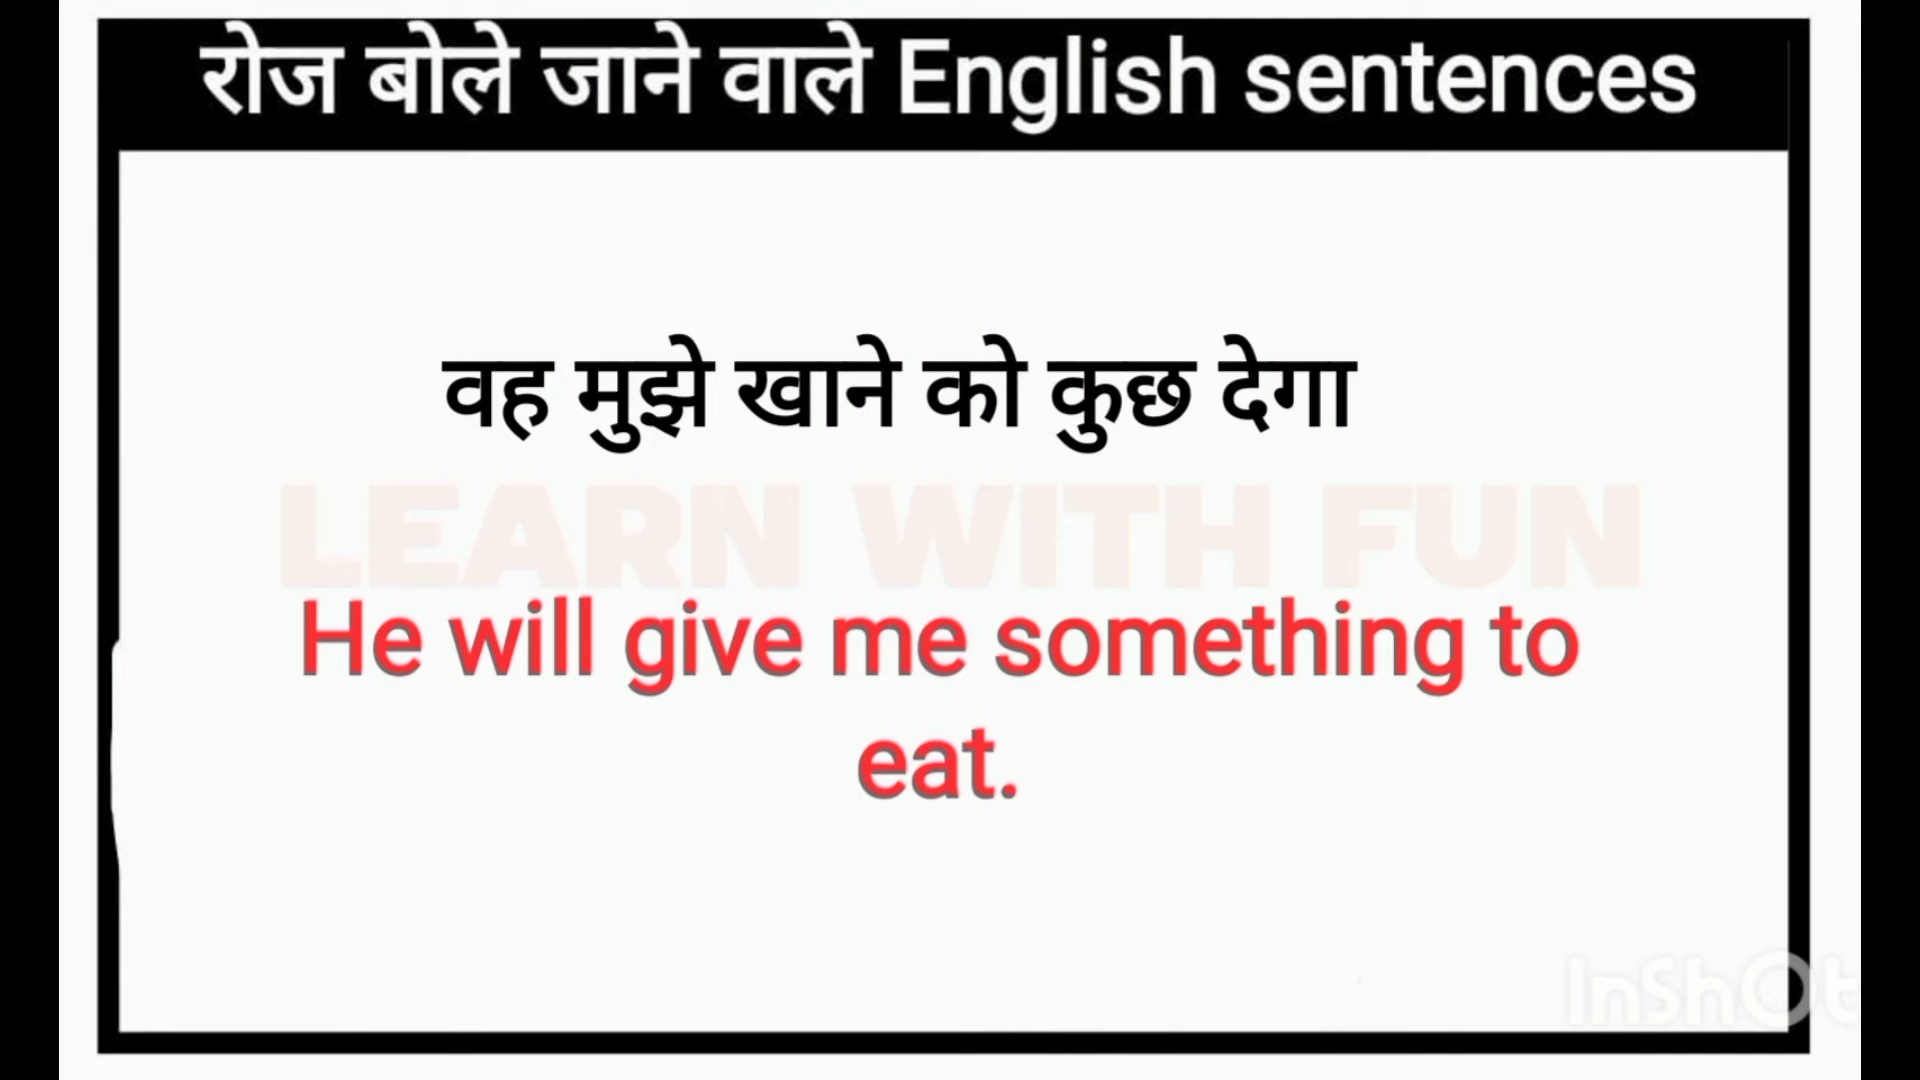 रोज बोले जाने वाले English sentences
वह मुझे खाने को कुछ देगा
LEARN WITH FUN
He will give me something to
eat.
InShOt